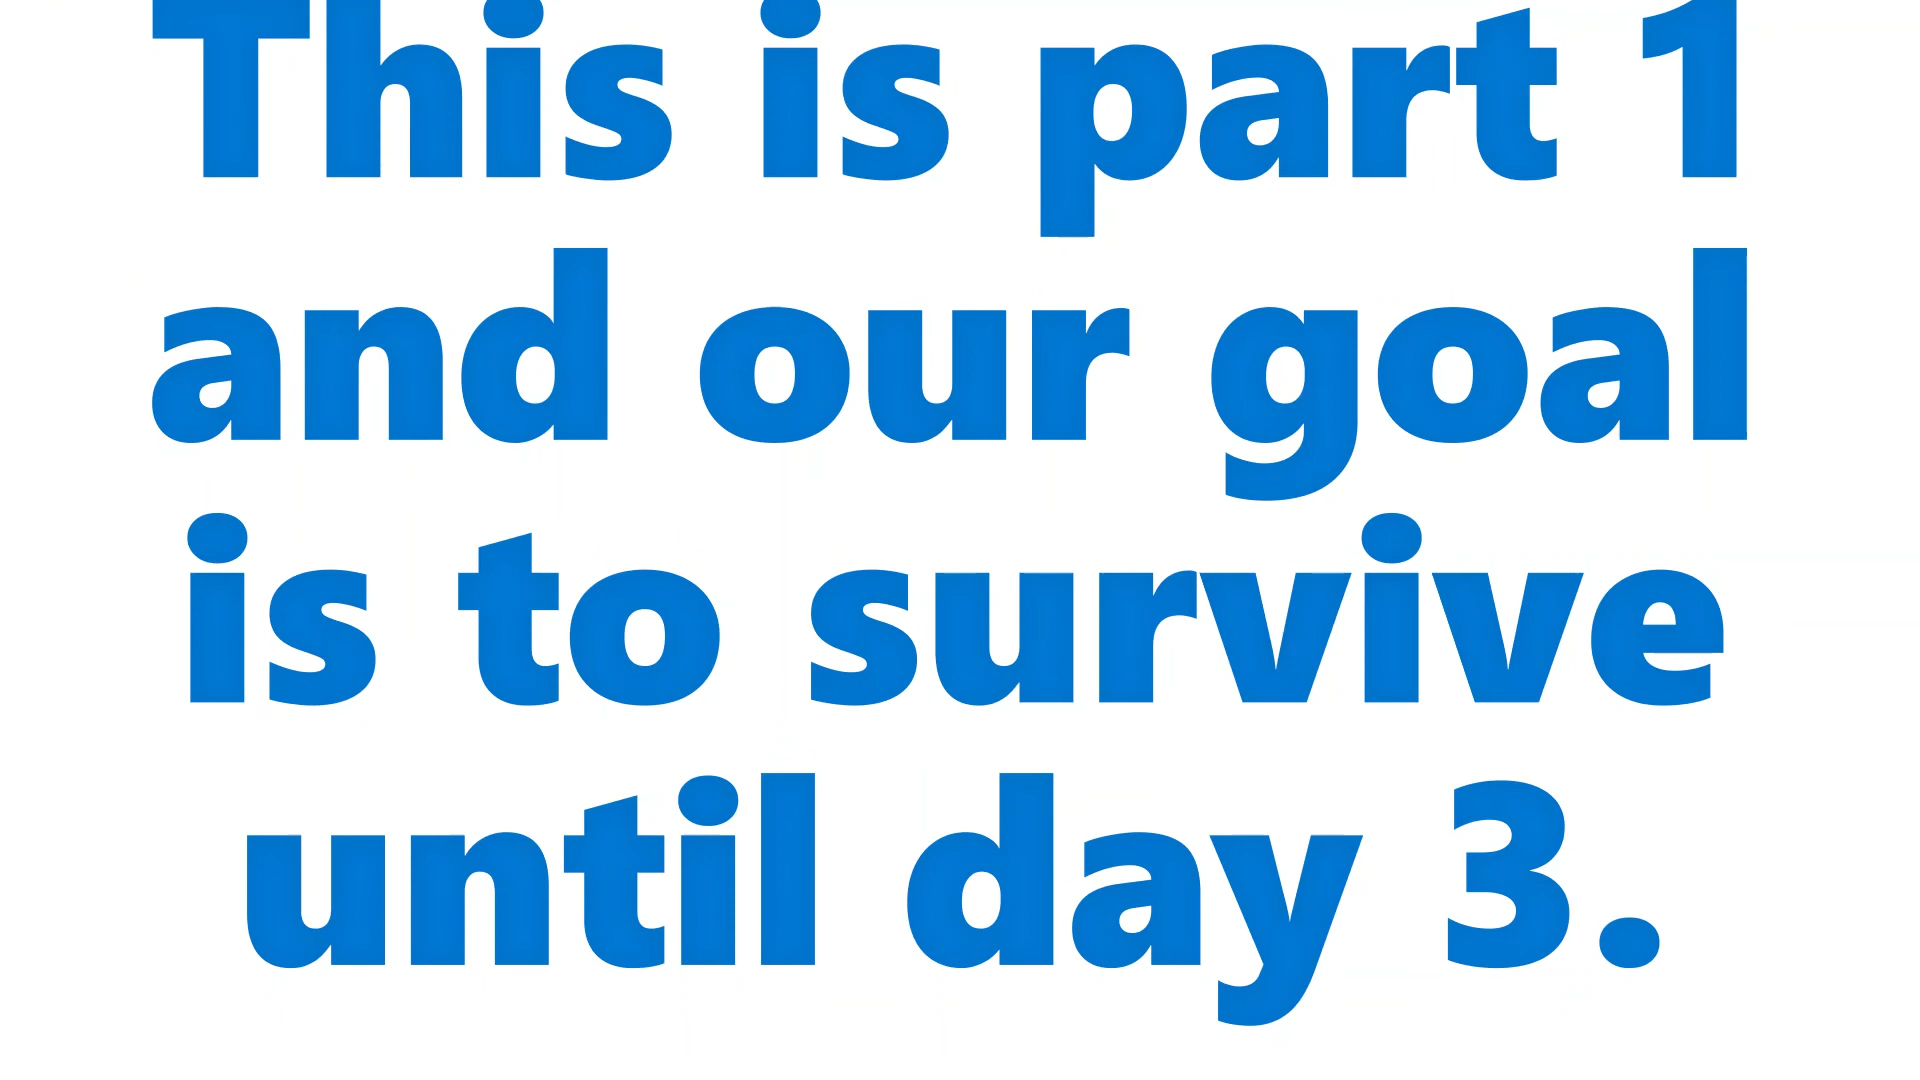 This is part 1
and our goal
is to survive
until day 3.